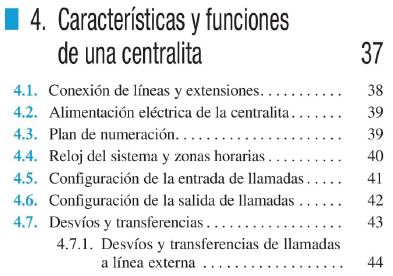 4. Características y funciones
de una centralita 37
4.1. Conexión de líneas y extensiones........... 38
4.2. Alimentación eléctrica de la centralita....... 39
4.3. Plan de numeración...................... 39
4.4. Reloj del sistema y zonas horarias.......... 40
4.5. Configuración de la entrada de llamadas..... 41
4.6. Configuración de la salida de llamadas...... 42
4.7. Desvíos y transferencias.................. 43
4.7.1. Desvíos y transferencias de llamadas
a línea externa .................. 44